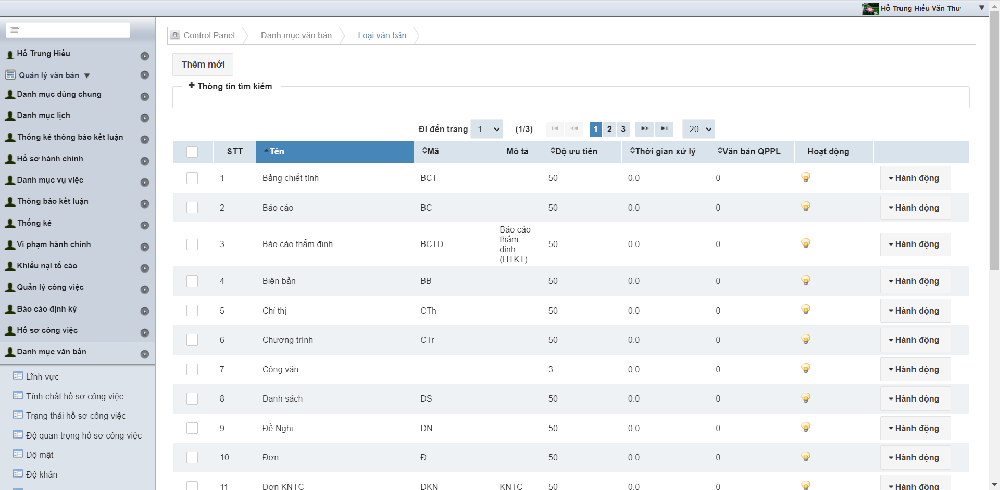 Hồ Trung Hiếu Văn Thư ▼
Hồ Trung Hiếu
Quản lý văn bản ▼
Danh mục dùng chung
Danh mục lịch
Thống kê thông báo kết luận
Hồ sơ hành chính
Danh mục vụ việc
Thông báo kết luận
Thống kê
Vi phạm hành chính
Khiếu nại tố cáo
Quản lý công việc
Báo cáo định kỳ
Hồ sơ công việc
Danh mục văn bản
Lĩnh vực
Tính chất hồ sơ công việc
Trạng thái hồ sơ công việc
Độ quan trọng hồ sơ công việc
Độ mật
Độ khẩn
Control Panel Danh mục văn bản Loại văn bản
Thêm mới
Thông tin tìm kiếm
Đi đến trang 1 (1/3) 1 2 3 20
STT Tên Mã Mô tả Độ ưu tiên Thời gian xử lý Văn bản QPPL Hoạt động
1 Bảng chiết tính BCT 50 0.0 0 Hành động
2 Báo cáo BC 50 0.0 0 Hành động
3 Báo cáo thẩm định BCTĐ Báo cáo thẩm định (HTKT) 50 0.0 0 Hành động
4 Biên bản BB 50 0.0 0 Hành động
5 Chỉ thị CTh 50 0.0 0 Hành động
6 Chương trình CTr 50 0.0 0 Hành động
7 Công văn 3 0.0 0 Hành động
8 Danh sách DS 50 0.0 0 Hành động
9 Đề Nghị DN 50 0.0 0 Hành động
10 Đơn Đ 50 0.0 0 Hành động
11 Đơn KNTC DKN KNTC 50 0.0 0 Hành động